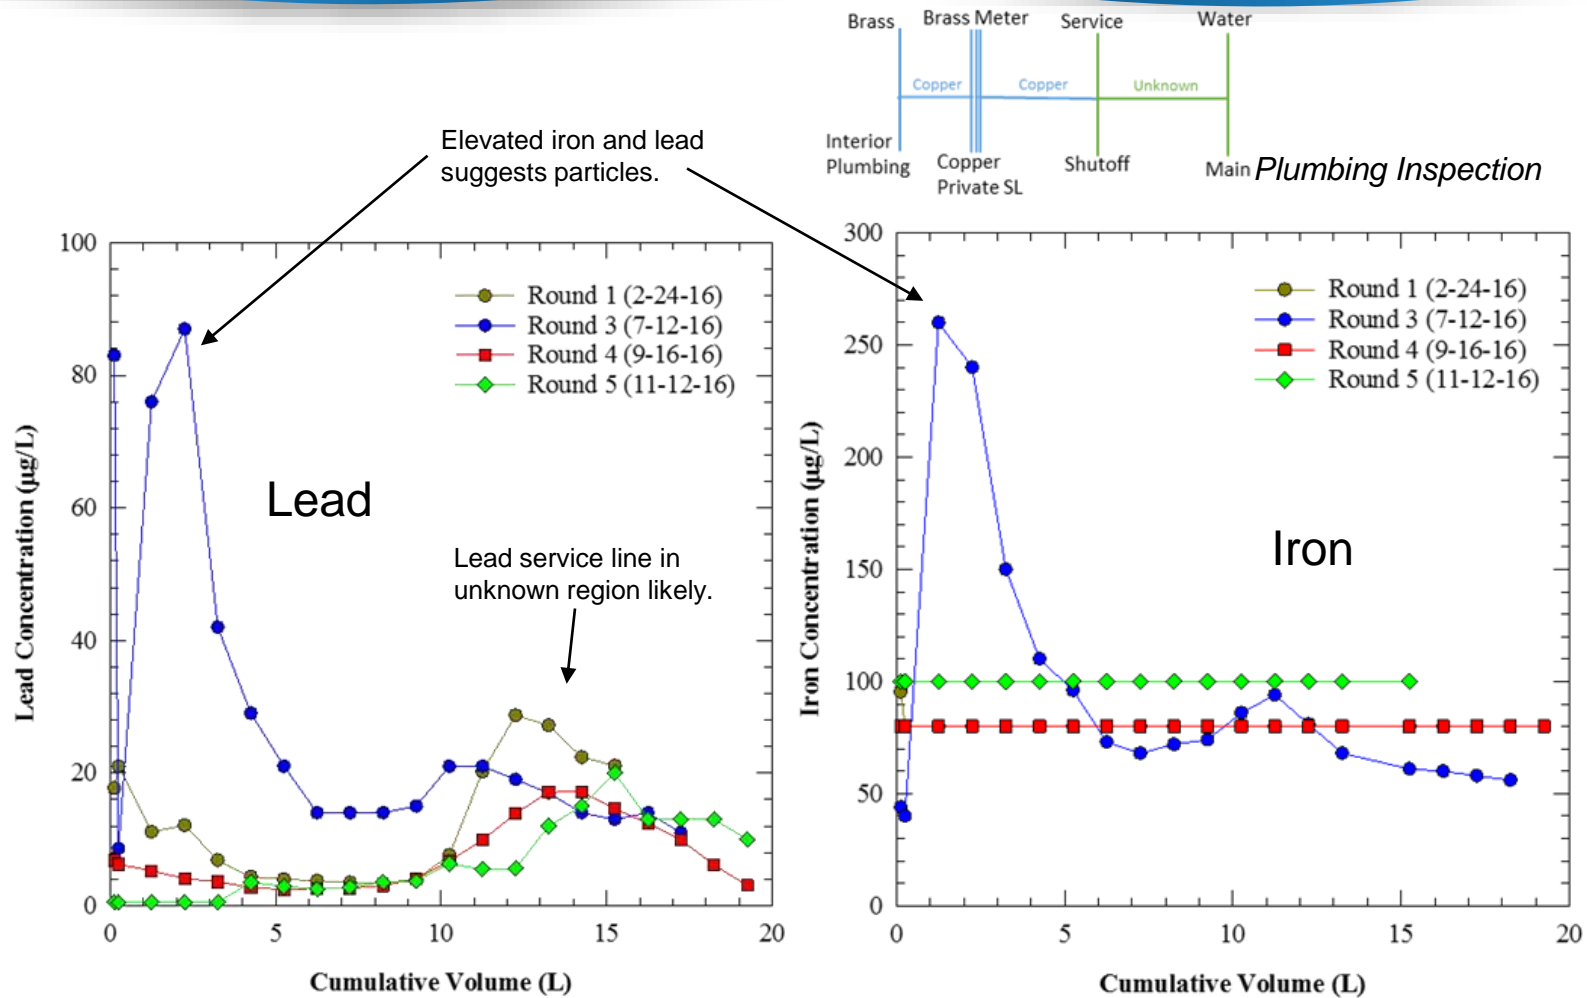 Brass Brass Meter Service Water
Copper Copper Unknown
Interior
Plumbing
Copper
Private SL
Shutoff
Main
Plumbing Inspection
Elevated iron and lead
suggests particles.
100
80
60
40
20
0
Lead Concentration (µg/L)
Round 1 (2-24-16)
Round 3 (7-12-16)
Round 4 (9-16-16)
Round 5 (11-12-16)
Lead
Lead service line in
unknown region likely.
0 5 10 15 20
Cumulative Volume (L)
300
250
200
150
100
50
0
Iron Concentration (µg/L)
Round 1 (2-24-16)
Round 3 (7-12-16)
Round 4 (9-16-16)
Round 5 (11-12-16)
Iron
0 5 10 15 20
Cumulative Volume (L)